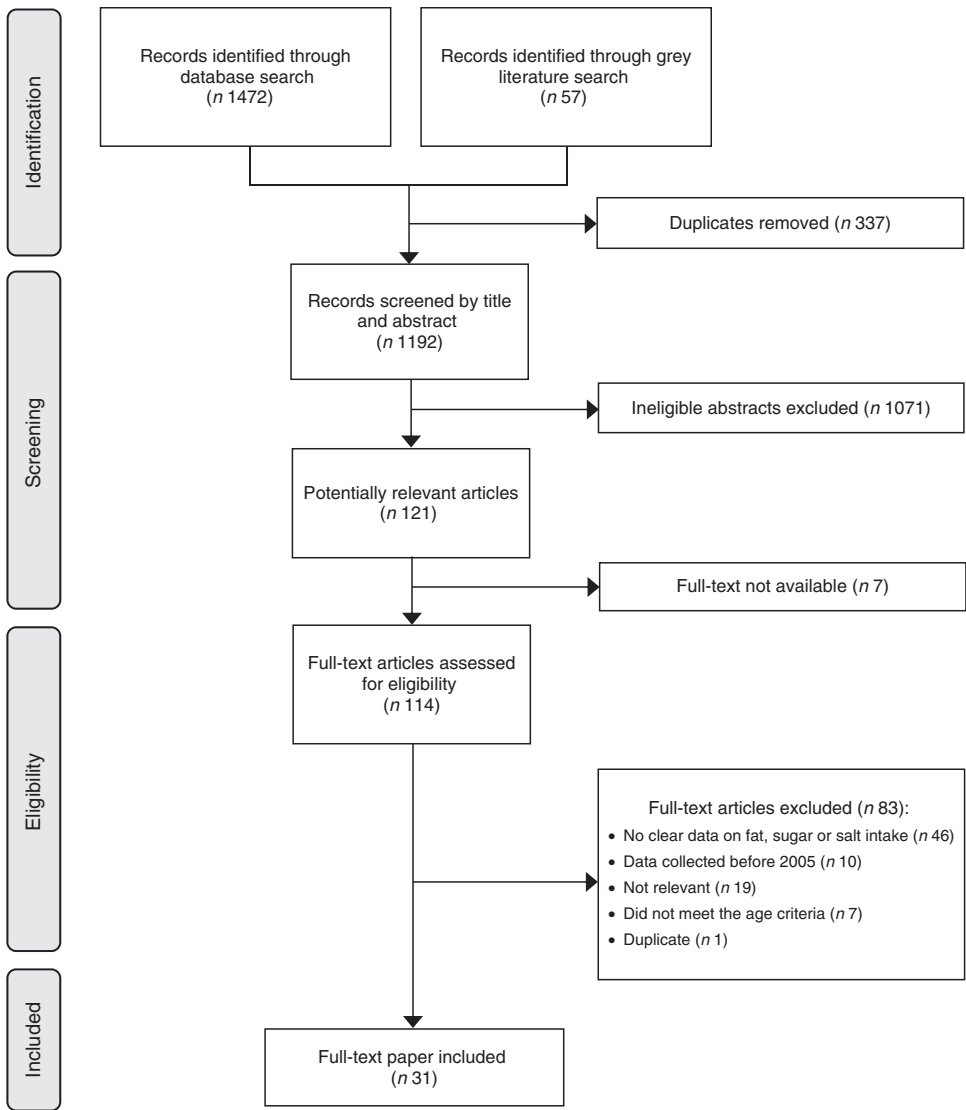 Identification
Records identified through
database search
(n 1472)
Records identified through grey
literature search
(n 57)
Duplicates removed (n 337)
Screening
Records screened by title
and abstract
(n 1192)
Ineligible abstracts excluded (n 1071)
Potentially relevant articles
(n 121)
Full-text not available (n 7)
Eligibility
Full-text articles assessed
for eligibility
(n 114)
Full-text articles excluded (n 83):
• No clear data on fat, sugar or salt intake (n 46)
• Data collected before 2005 (n 10)
• Not relevant (n 19)
• Did not meet the age criteria (n 7)
• Duplicate (n 1)
Included
Full-text paper included
(n 31)